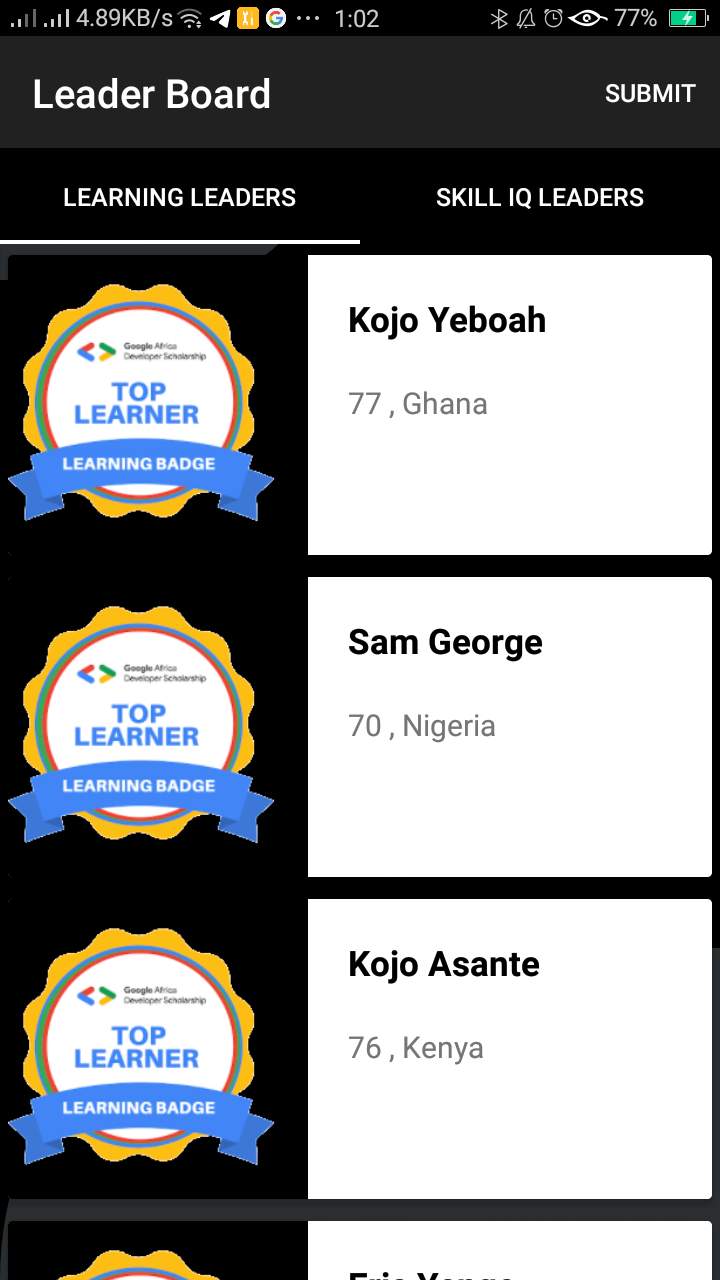 4.89KB/s 1:02 77%
Leader Board
SUBMIT
LEARNING LEADERS
SKILL IQ LEADERS
Google Africa
Developer Scholarship
TOP
LEARNER
LEARNING BADGE
Kojo Yeboah
77 , Ghana
Google Africa
Developer Scholarship
TOP
LEARNER
LEARNING BADGE
Sam George
70 , Nigeria
Google Africa
Developer Scholarship
TOP
LEARNER
LEARNING BADGE
Kojo Asante
76 , Kenya